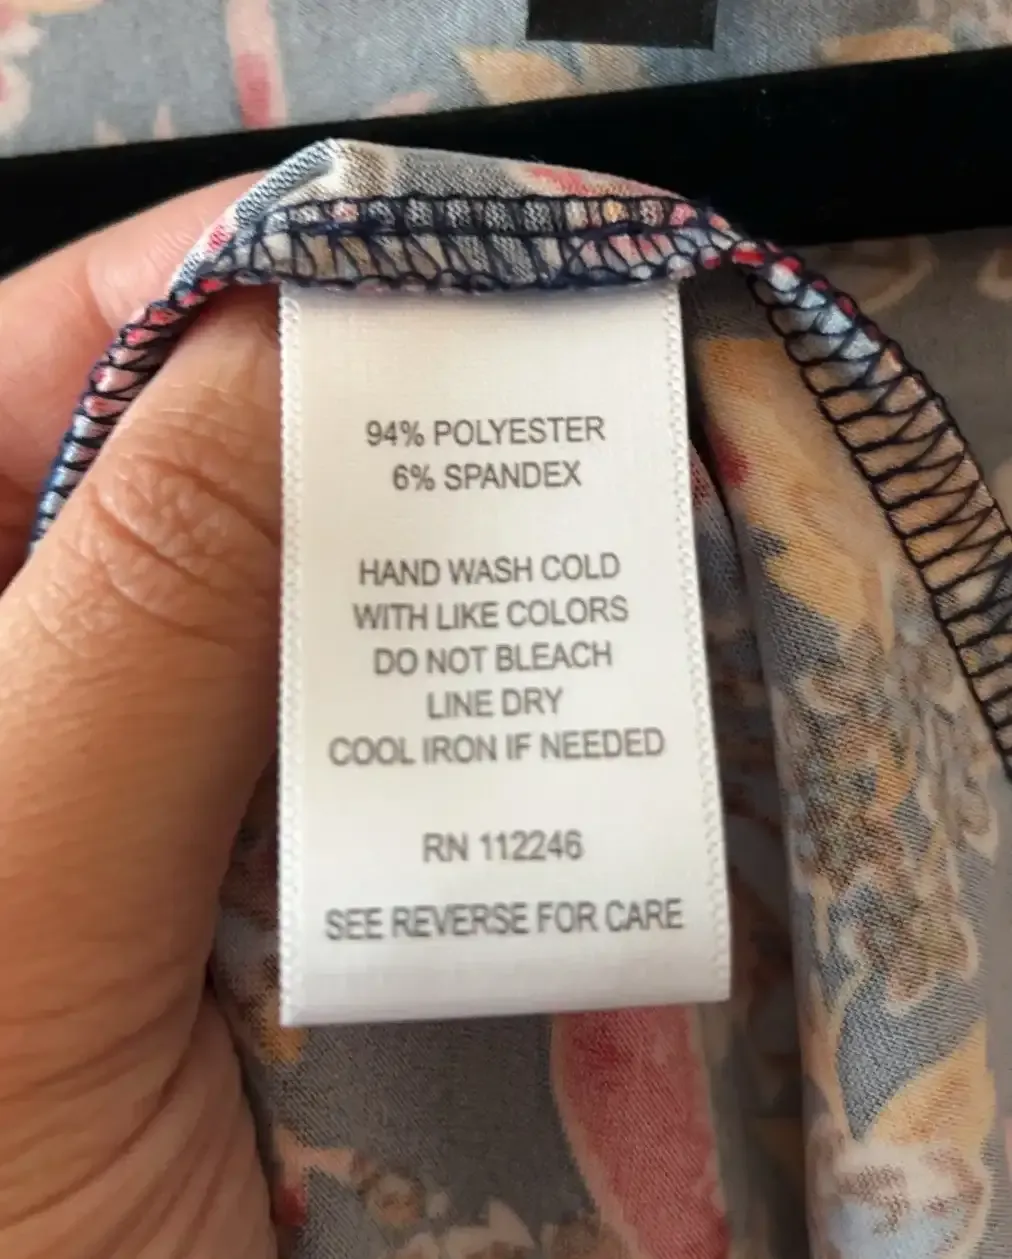 94% POLYESTER
6% SPANDEX
HAND WASH COLD
WITH LIKE COLORS
DO NOT BLEACH
LINE DRY
COOL IRON IF NEEDED
RN 112246
SEE REVERSE FOR CARE